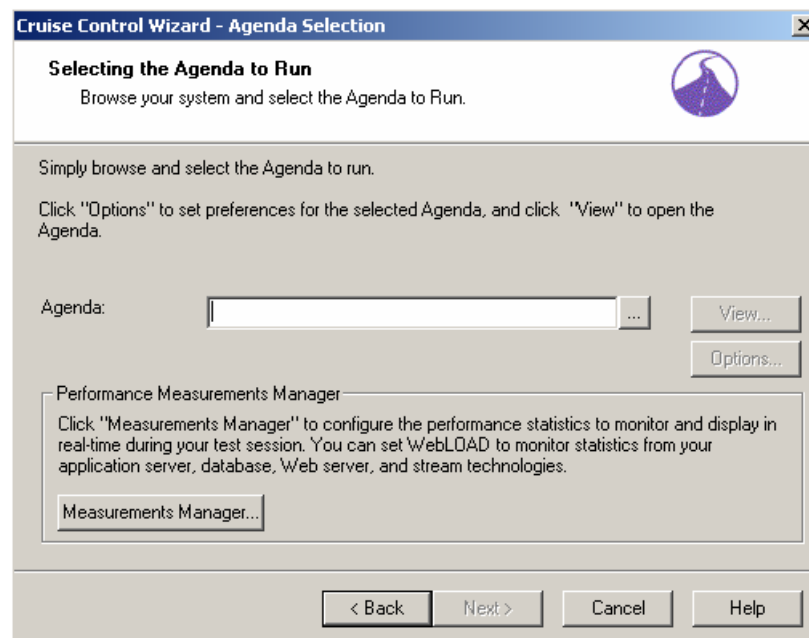 Cruise Control Wizard - Agenda Selection
Selecting the Agenda to Run
Browse your system and select the Agenda to Run.
Simply browse and select the Agenda to run.
Click "Options" to set preferences for the selected Agenda, and click "View" to open the
Agenda.
Agenda:
...
View...
Options...
Performance Measurements Manager
Click "Measurements Manager" to configure the performance statistics to monitor and display in
real-time during your test session. You can set WebLOAD to monitor statistics from your
application server, database, Web server, and stream technologies.
Measurements Manager...
< Back
Next >
Cancel
Help